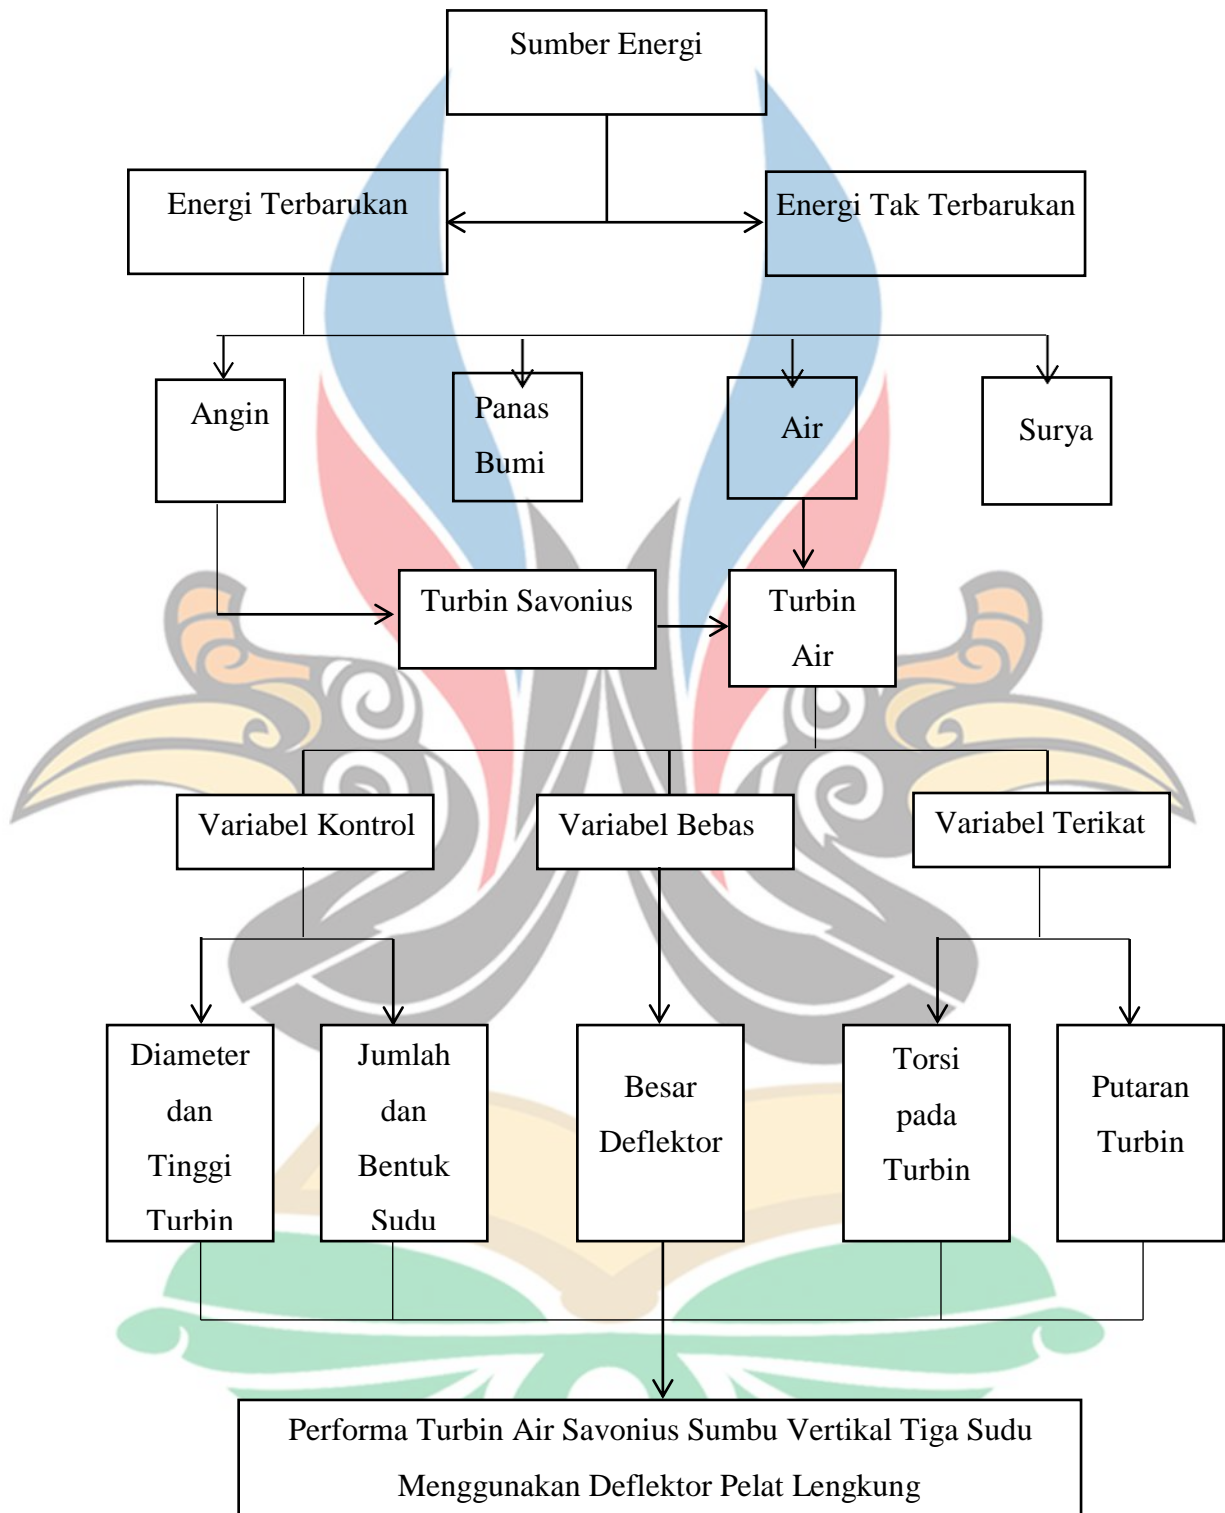 Sumber Energi
Energi Terbarukan
Energi Tak Terbarukan
Angin
Panas
Bumi
Air
Surya
Turbin Savonius
Turbin
Air
Variabel Kontrol
Variabel Bebas
Variabel Terikat
Diameter
dan
Tinggi
Turbin
Jumlah
dan
Bentuk
Sudu
Besar
Deflektor
Torsi
pada
Turbin
Putaran
Turbin
Performa Turbin Air Savonius Sumbu Vertikal Tiga Sudu
Menggunakan Deflektor Pelat Lengkung